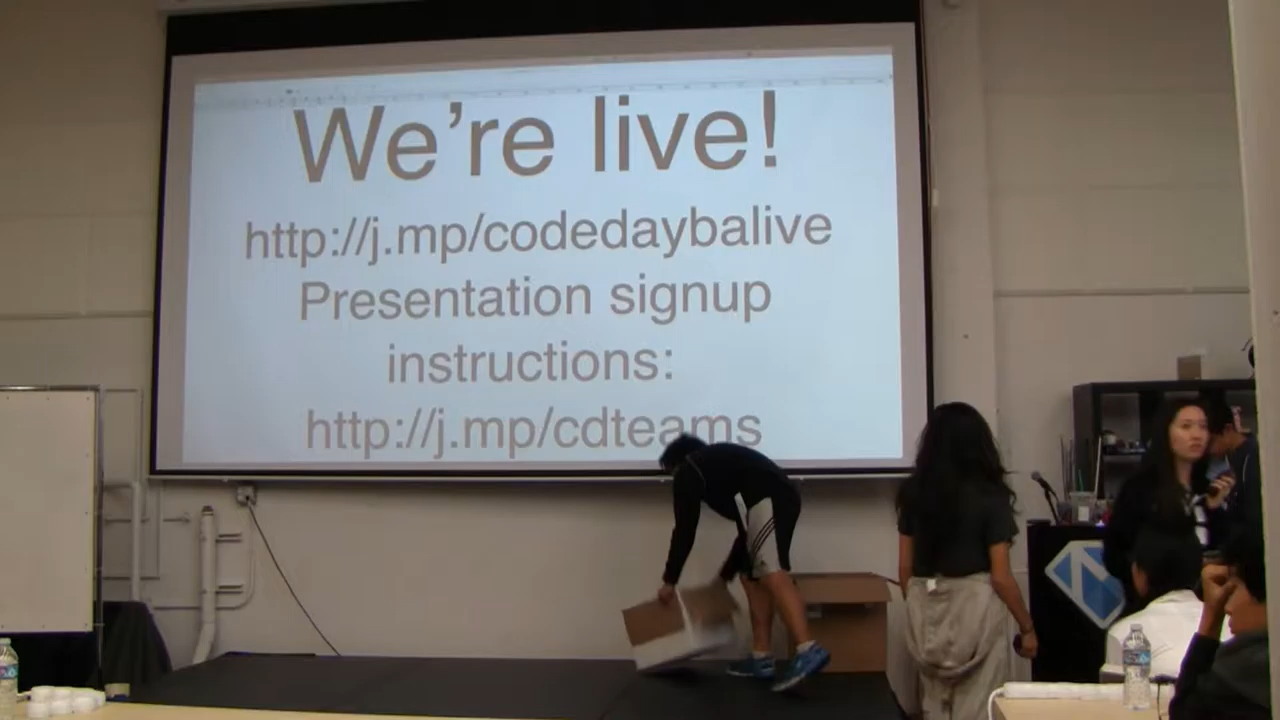 We're live!
http://j.mp/codedaybalive
Presentation signup
instructions:
http://j.mp/cdteams